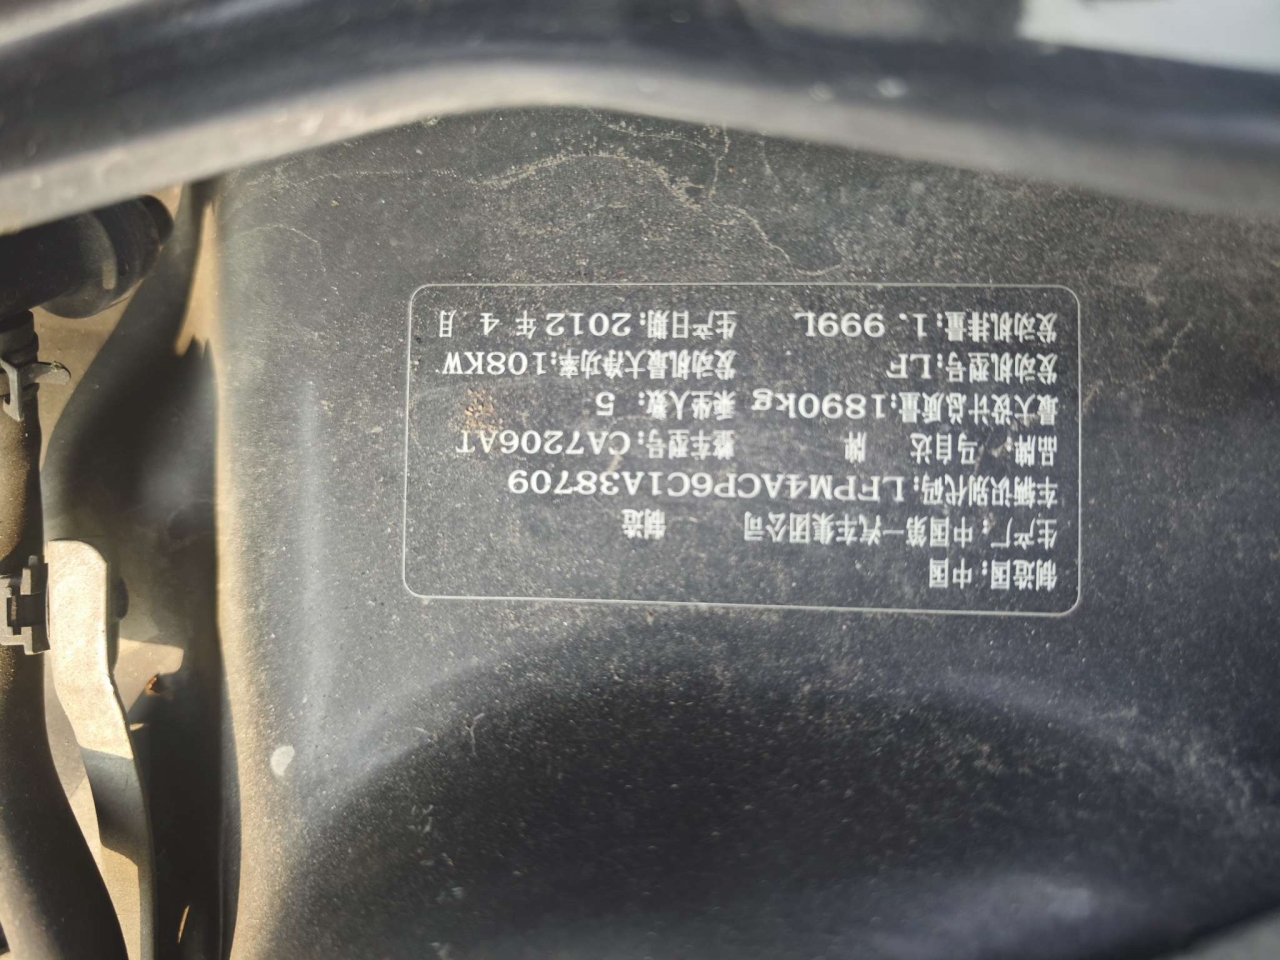 制造国：中国
生产厂：中国第一汽车集团公司 制造
车辆识别代码：LFPM4ACP6C1A38709
品牌：马自达 牌 整车型号：CA7206AT
最大设计总质量：1890kg 乘坐人数：5
发动机型号：LF 发动机最大净功率：108KW
发动机排量：1.999L 生产日期：2012年 4 月